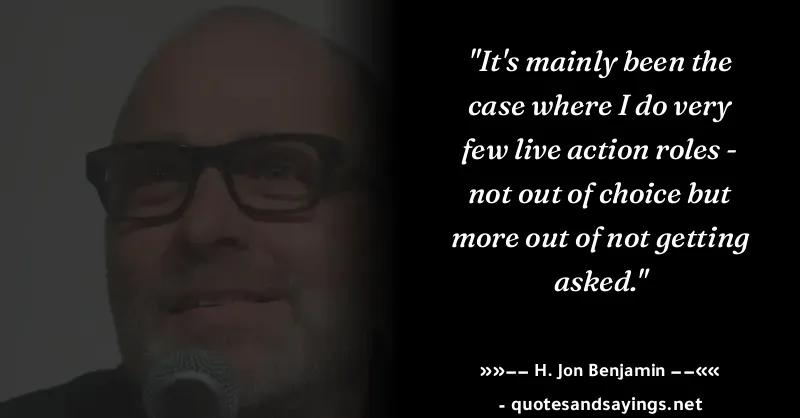 "It's mainly been the
case where I do very
few live action roles -
not out of choice but
more out of not getting
asked."
»»−− H. Jon Benjamin −−««
- quotesandsayings.net